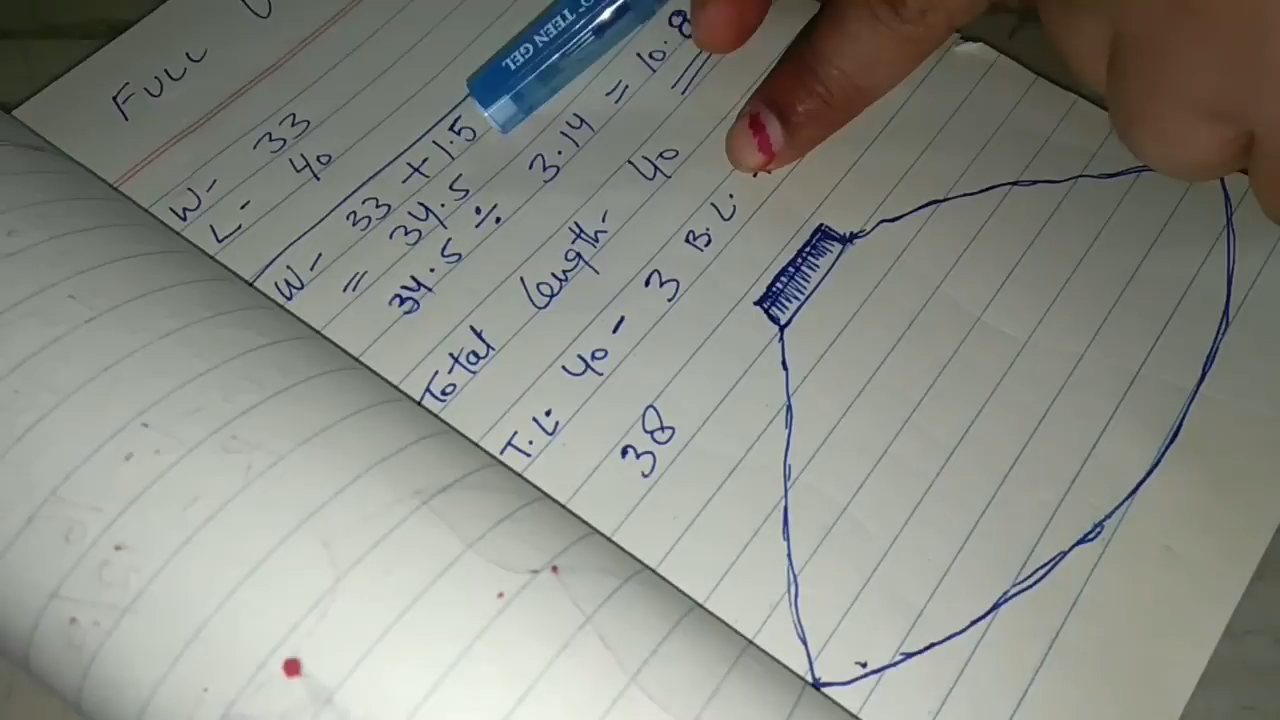 FULL
W- 33
L- 40
W- 33 + 1.5
= 34.5
34.5 ÷ 3.14 = 10.8
Total length- 40
T.L. 40 - 3 B.L.
38
TEEN GEL